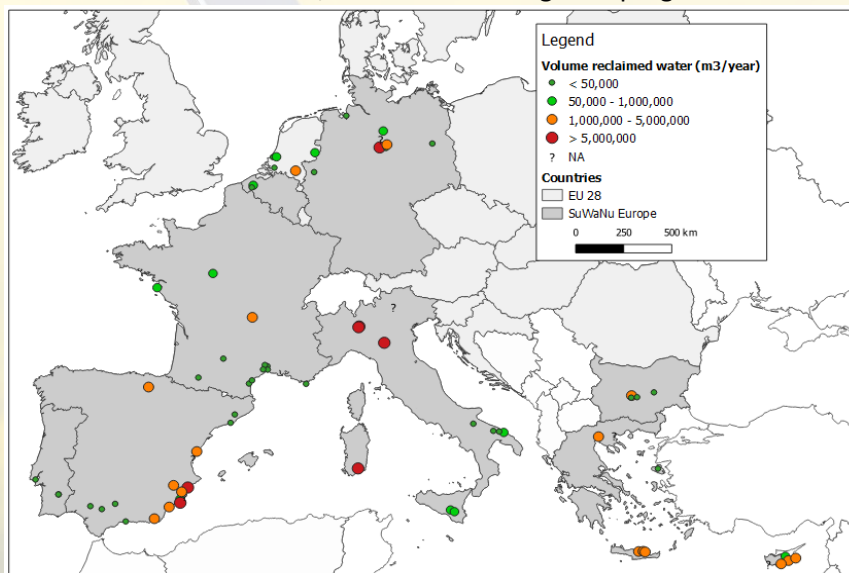 Legend
Volume reclaimed water (m3/year)
< 50,000
50,000 - 1,000,000
1,000,000 - 5,000,000
> 5,000,000
? NA
Countries
EU 28
SuWaNu Europe
0 250 500 km
?
?
?
?